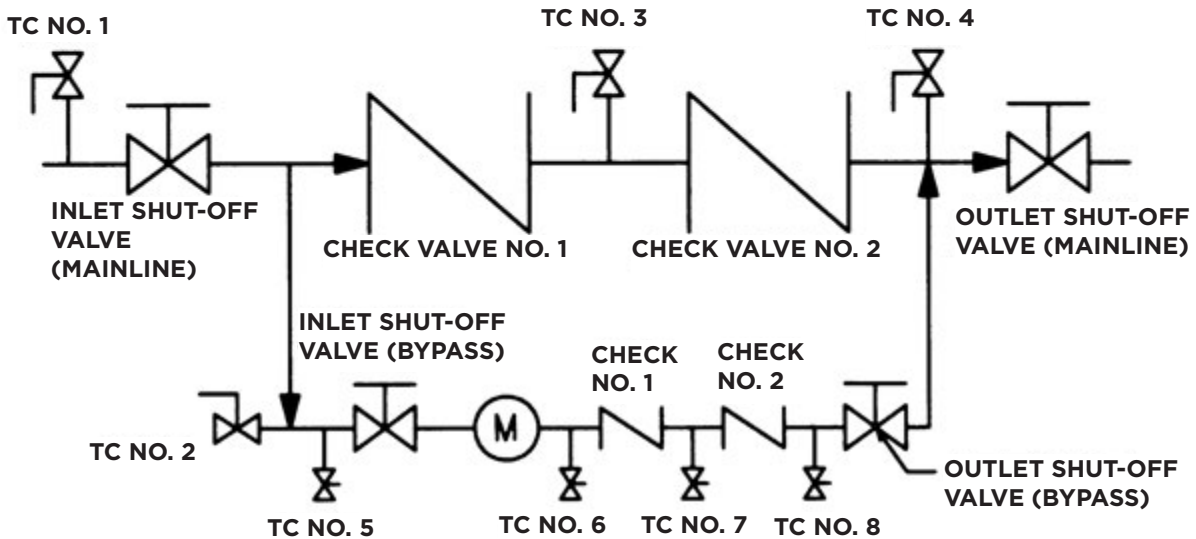 TC NO. 1
TC NO. 3
TC NO. 4
INLET SHUT-OFF
VALVE
(MAINLINE)
CHECK VALVE NO. 1
CHECK VALVE NO. 2
OUTLET SHUT-OFF
VALVE (MAINLINE)
INLET SHUT-OFF
VALVE (BYPASS)
CHECK
NO. 1
CHECK
NO. 2
TC NO. 2
M
OUTLET SHUT-OFF
VALVE (BYPASS)
TC NO. 5
TC NO. 6
TC NO. 7
TC NO. 8